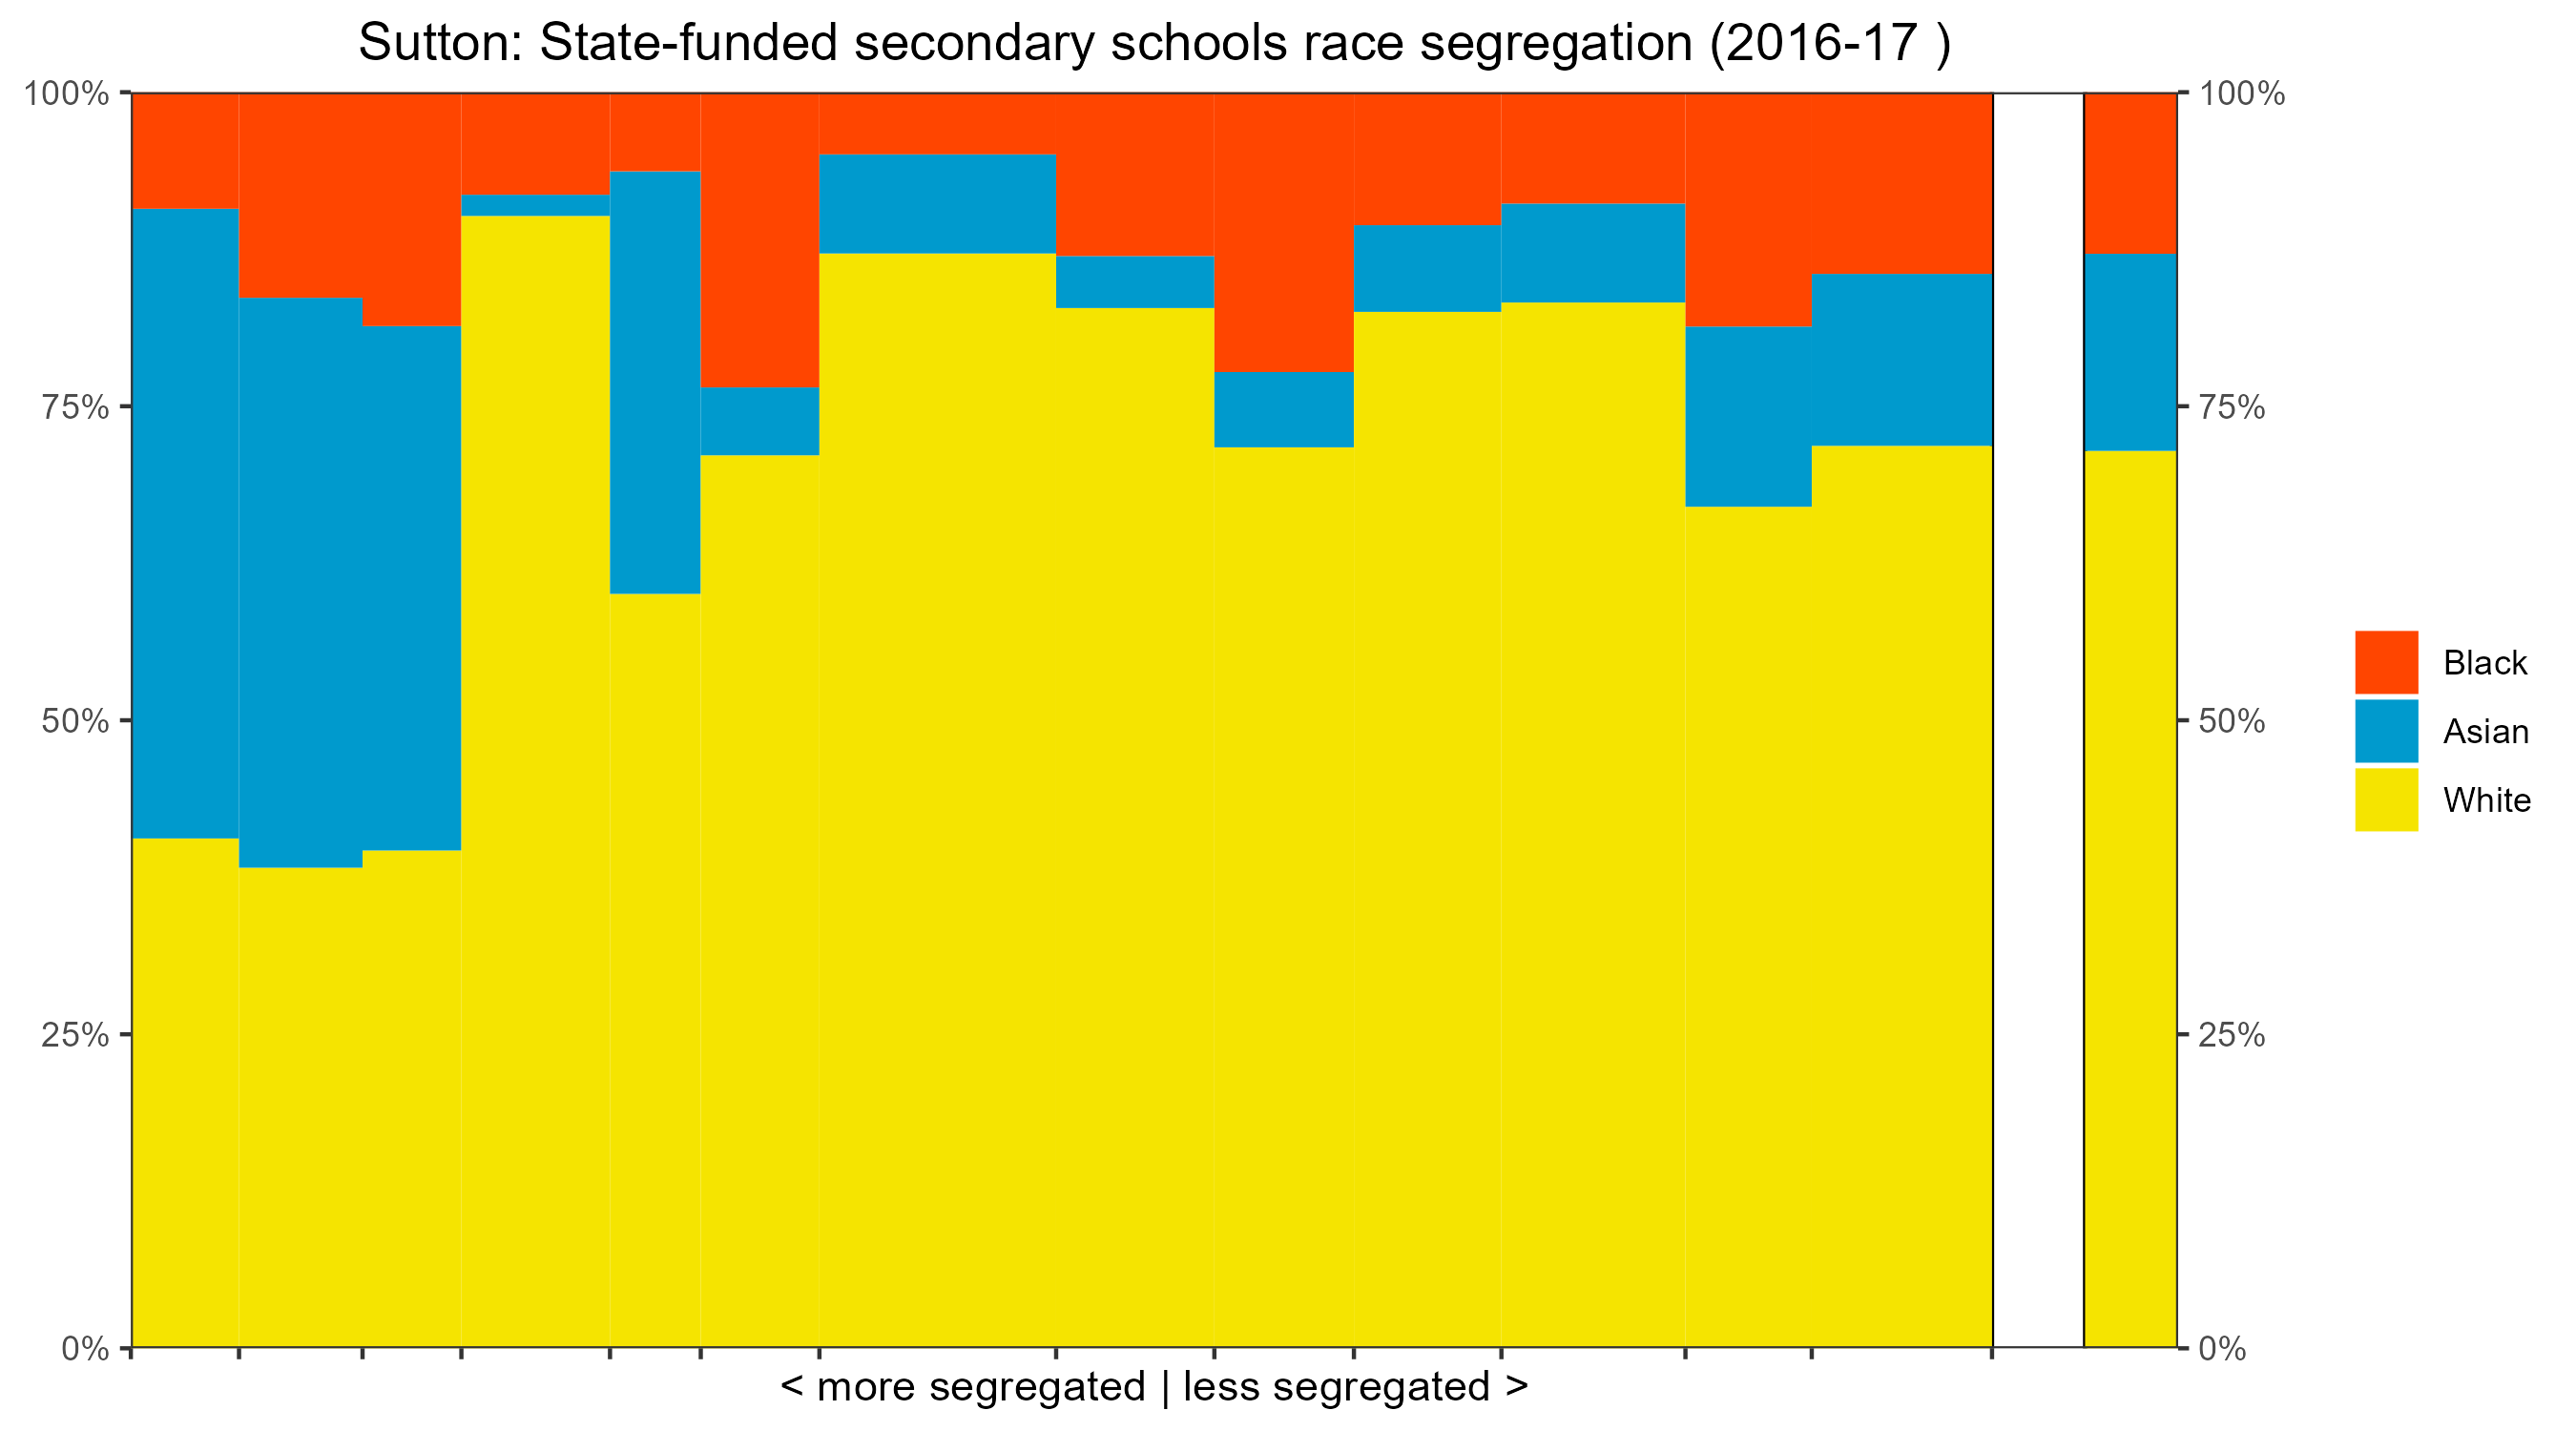 Sutton: State-funded secondary schools race segregation (2016-17 )
100%
75%
50%
25%
0%
100%
75%
50%
25%
0%
< more segregated | less segregated >
Black
Asian
White